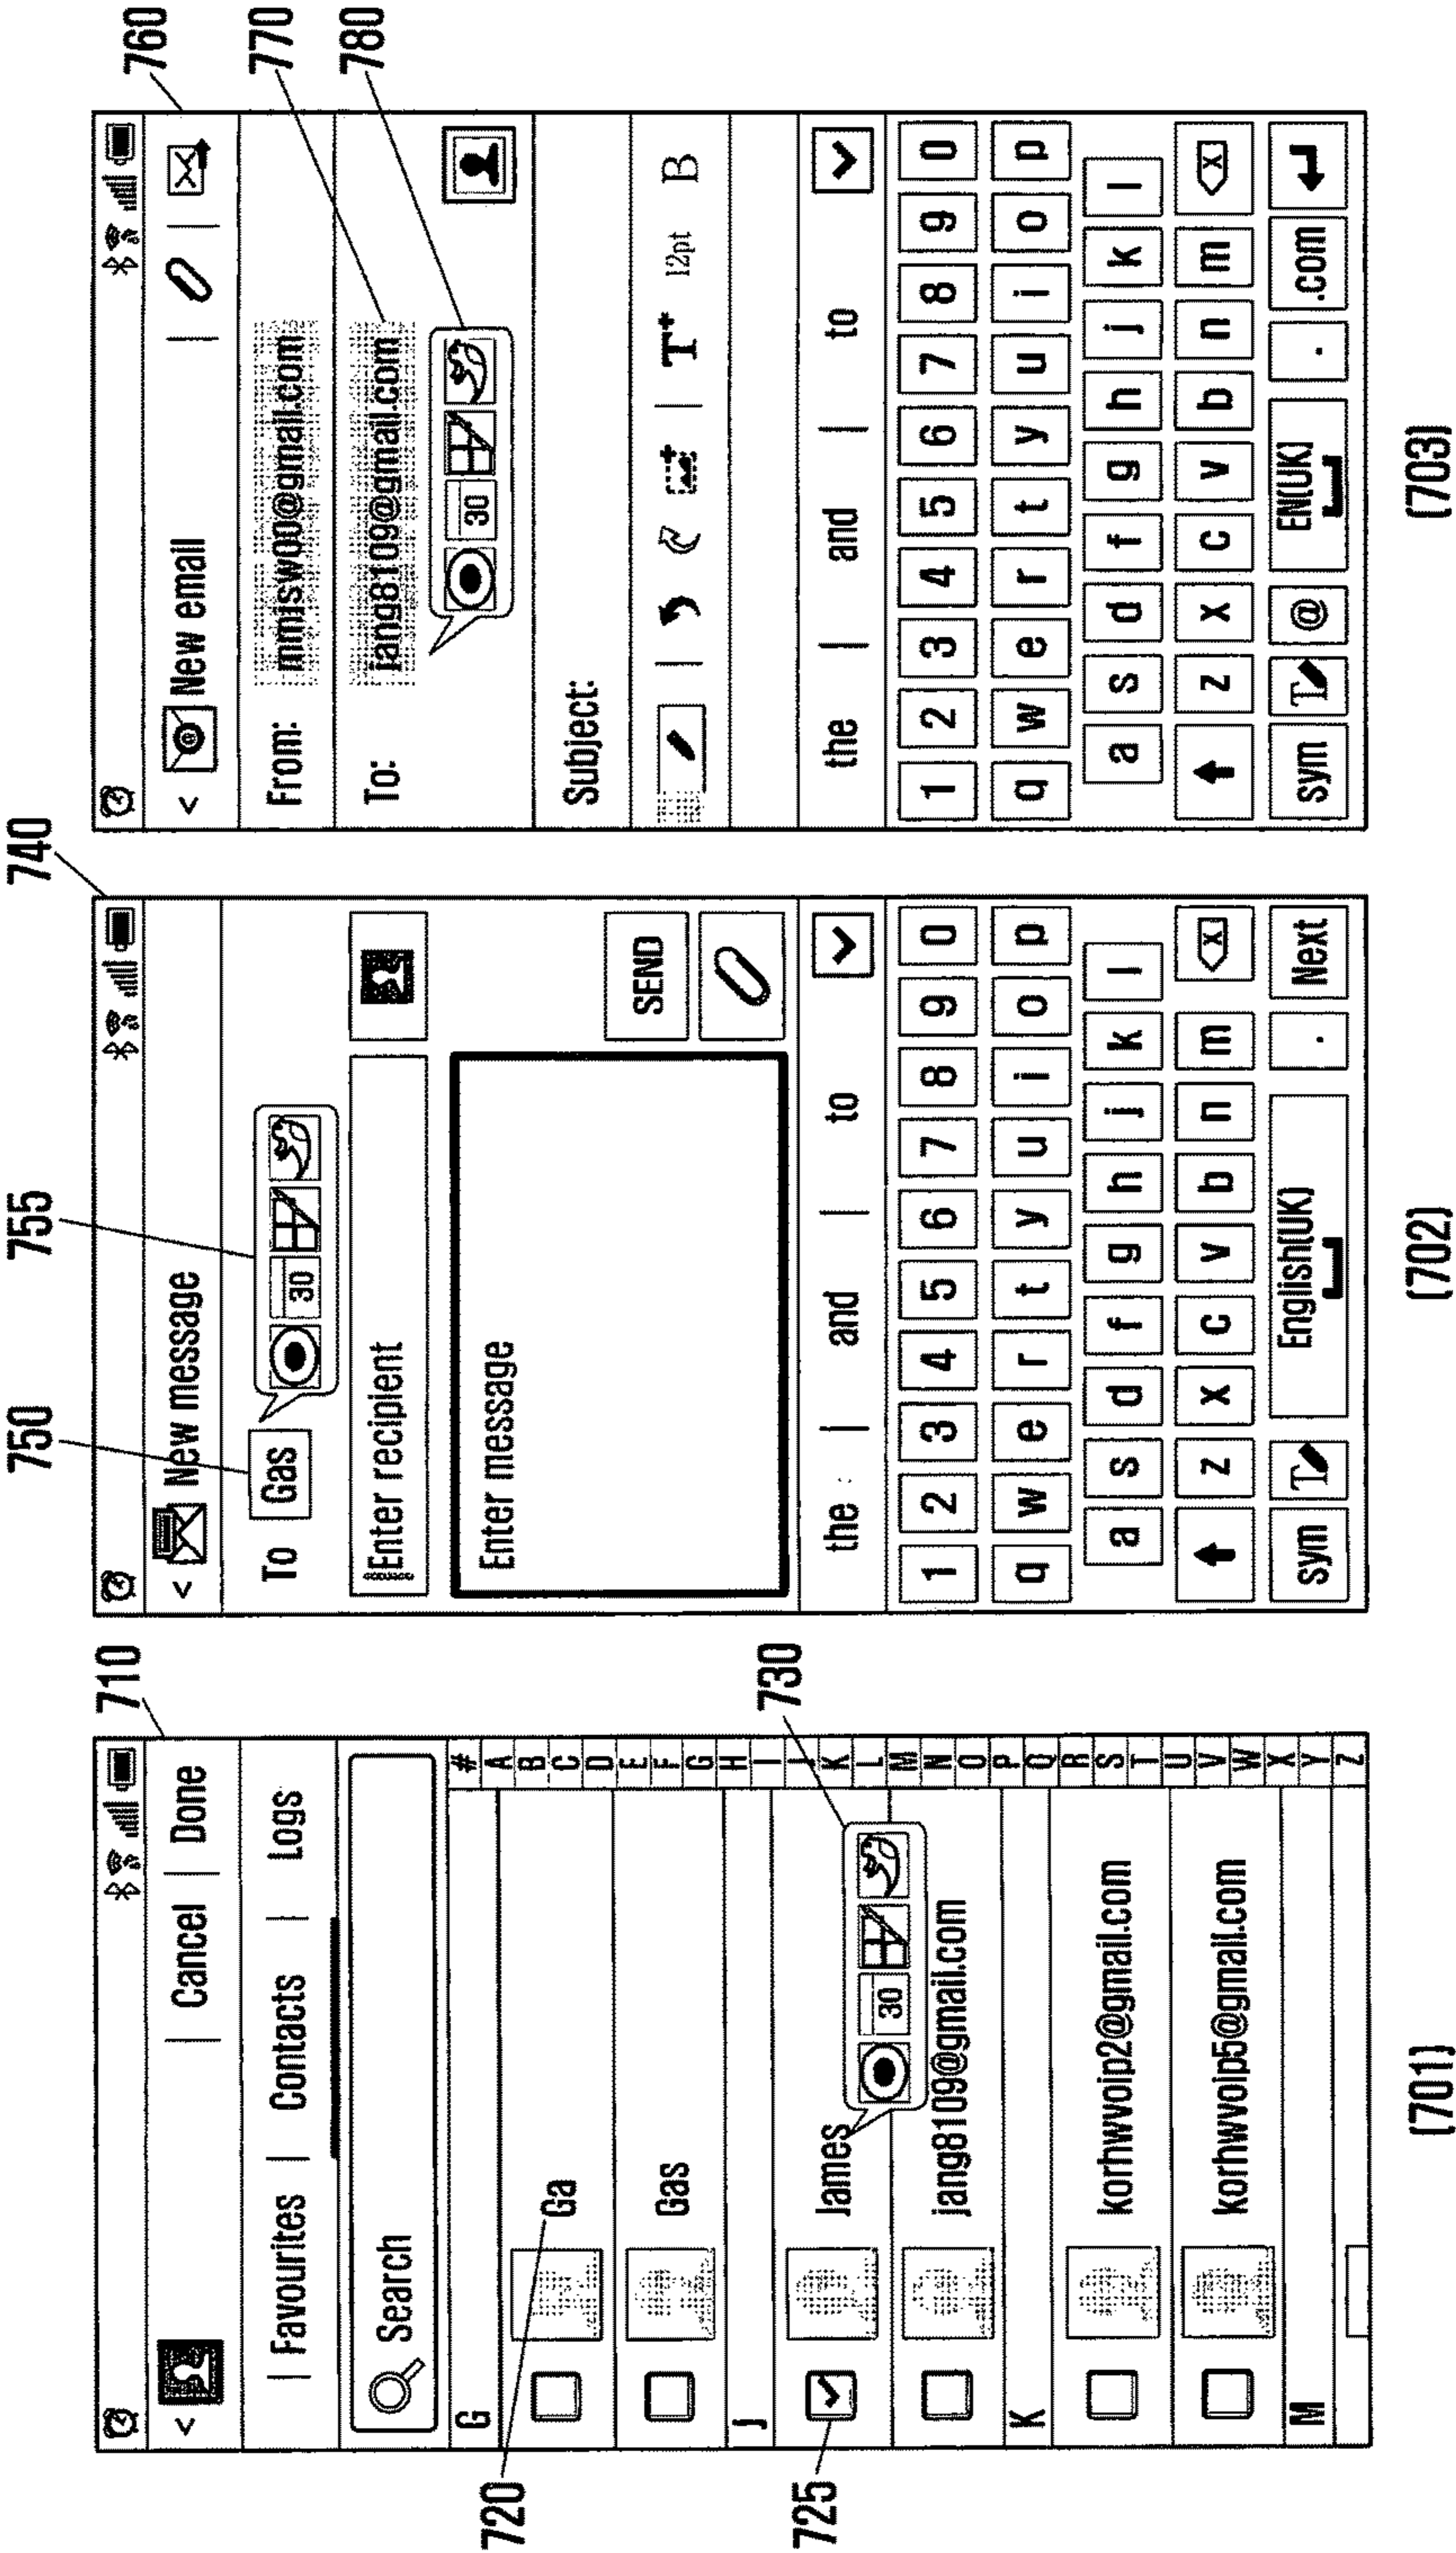 710
< Cancel | Done
| Favourites | Contacts | Logs
Search
G
720
Ga
Gas
J
725
James
30
730
jang8109@gmail.com
K
korhwvoip2@gmail.com
korhwvoip5@gmail.com
M
#
A
B
C
D
E
F
G
H
I
J
K
L
M
N
O
P
Q
R
S
T
U
V
W
X
Y
Z
(701)
740
750
755
< New message
To Gas
30
Enter recipient
Enter message
SEND
the | and | to
1 2 3 4 5 6 7 8 9 0
q w e r t y u i o p
a s d f g h j k l
z x c v b n m X
sym T English(UK) . Next
(702)
760
770
780
< @ New email
From: mmisw00@gmail.com
To: jang8109@gmail.com
30
Subject:
T+ 12pt B
the | and | to
1 2 3 4 5 6 7 8 9 0
q w e r t y u i o p
a s d f g h j k l
z x c v b n m X
sym T @ EN(UK) . .com
(703)